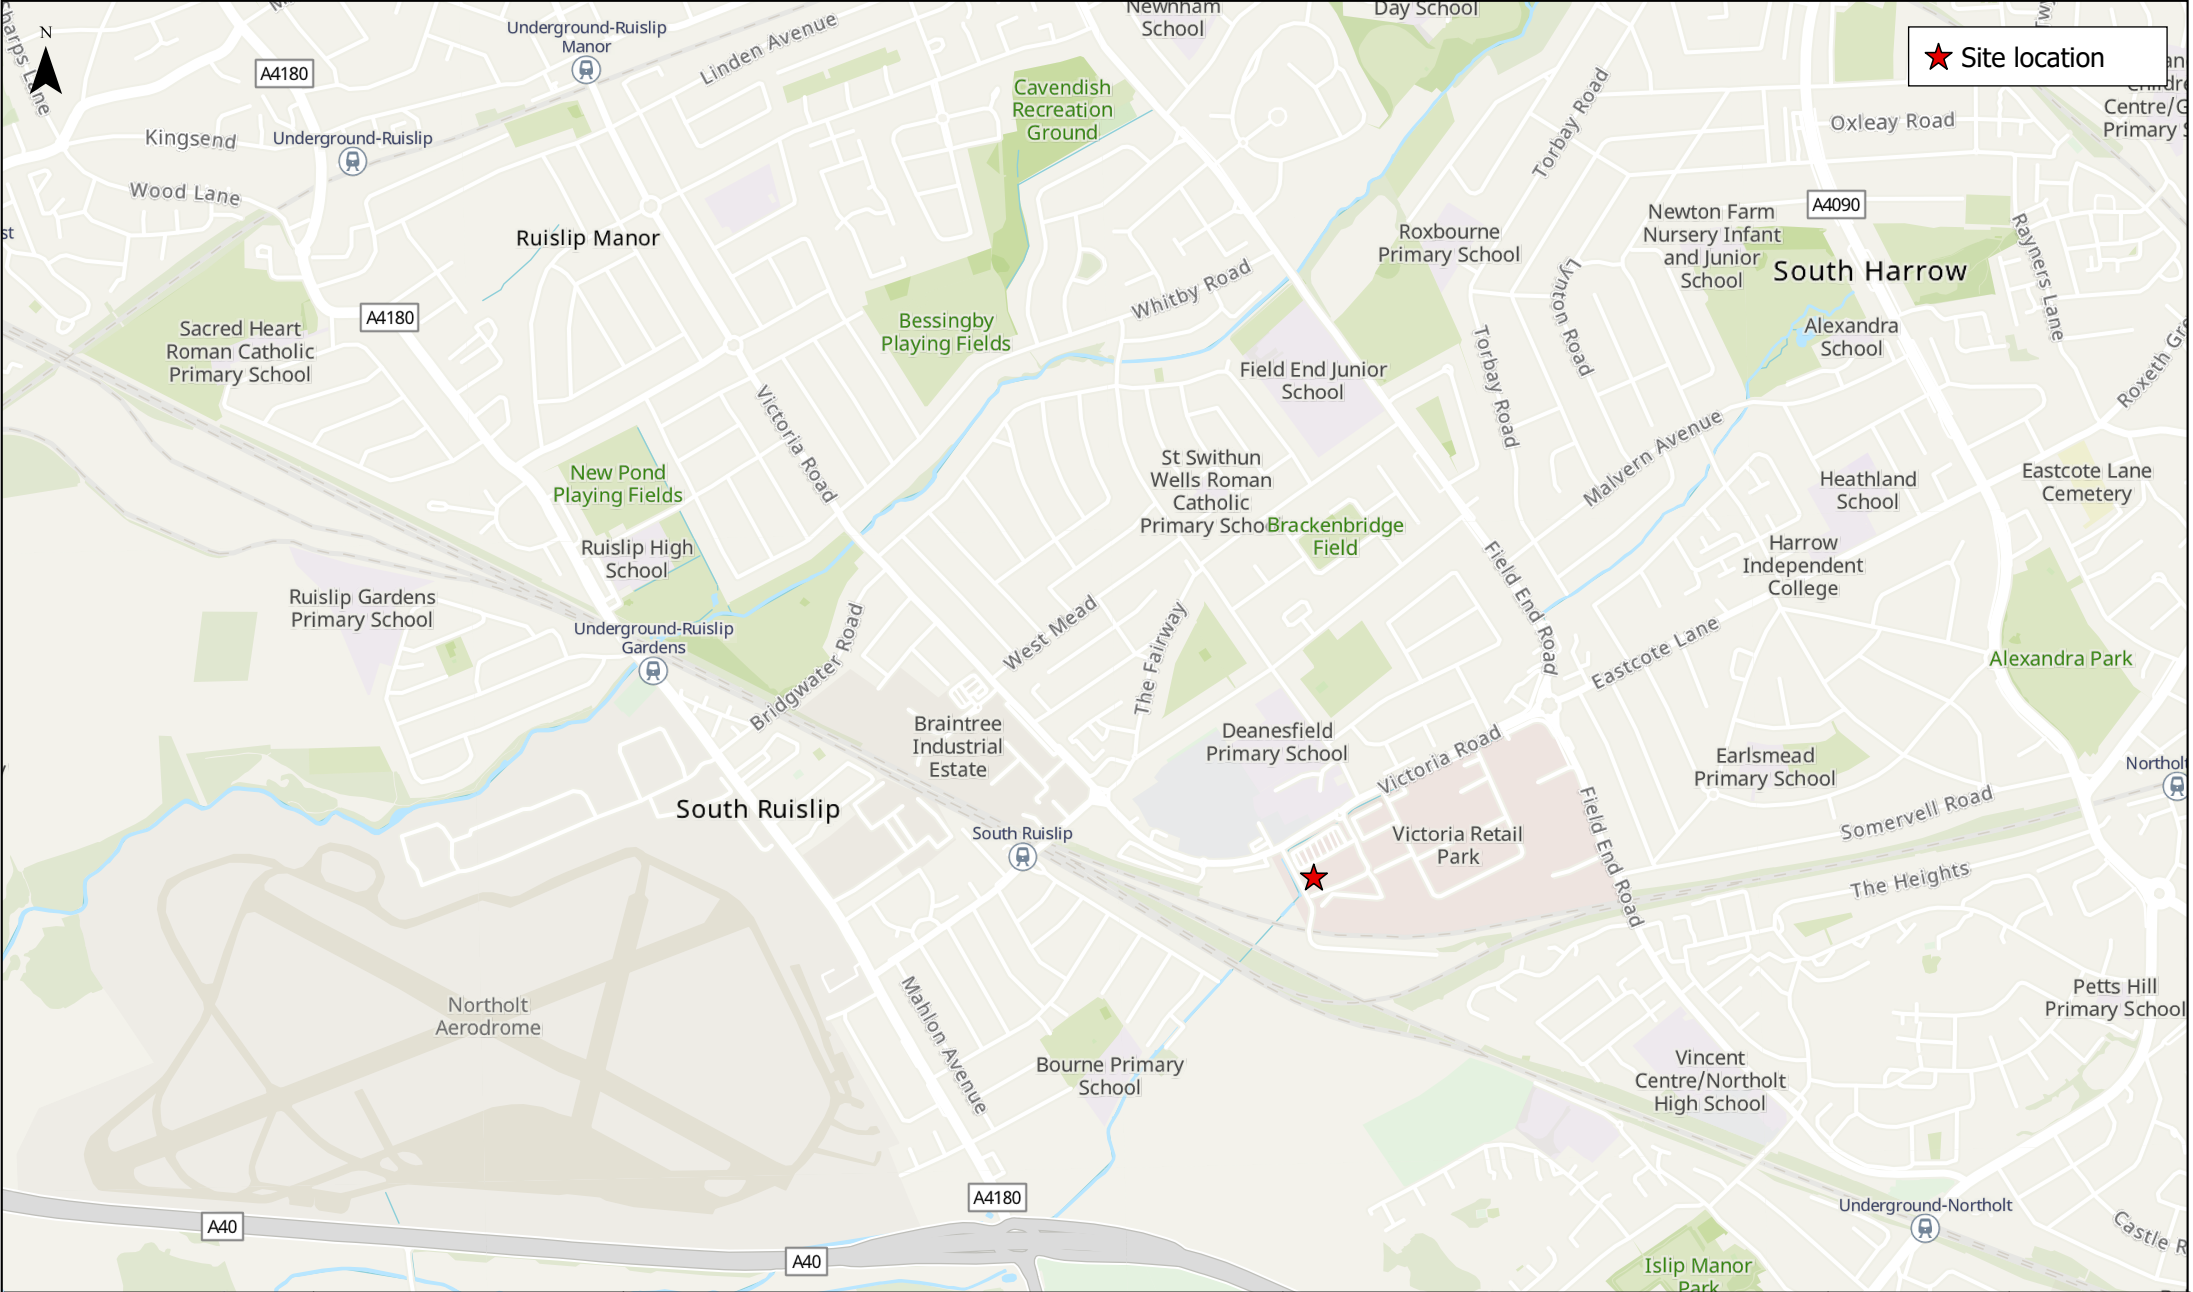 N
Site location
Newnham
School
Day School
Underground-Ruislip
Manor
Linden Avenue
A4180
Cavendish
Recreation
Ground
Torbay Road
Oxleay Road
Kingsend
Underground-Ruislip
Wood Lane
Ruislip Manor
A4090
Roxbourne
Primary School
Newton Farm
Nursery Infant
and Junior
School
South Harrow
Rayners Lane
Whitby Road
Lynton Road
A4180
Sacred Heart
Roman Catholic
Primary School
Bessingby
Playing Fields
Alexandra
School
Torbay Road
Field End Junior
School
Victoria Road
Malvern Avenue
New Pond
Playing Fields
St Swithun
Wells Roman
Catholic
Primary Schoo
Brackenbridge
Field
Heathland
School
Eastcote Lane
Cemetery
Ruislip High
School
Harrow
Independent
College
Field End Road
Ruislip Gardens
Primary School
Underground-Ruislip
Gardens
Bridgwater Road
West Mead
The Fairway
Eastcote Lane
Alexandra Park
Braintree
Industrial
Estate
Deanesfield
Primary School
Victoria Road
Earlsmead
Primary School
South Ruislip
South Ruislip
Victoria Retail
Park
Field End Road
Somervell Road
The Heights
Northolt
Aerodrome
Mahlon Avenue
Petts Hill
Primary School
Bourne Primary
School
Vincent
Centre/Northolt
High School
A4180
A40
A40
Underground-Northolt
Islip Manor
Park